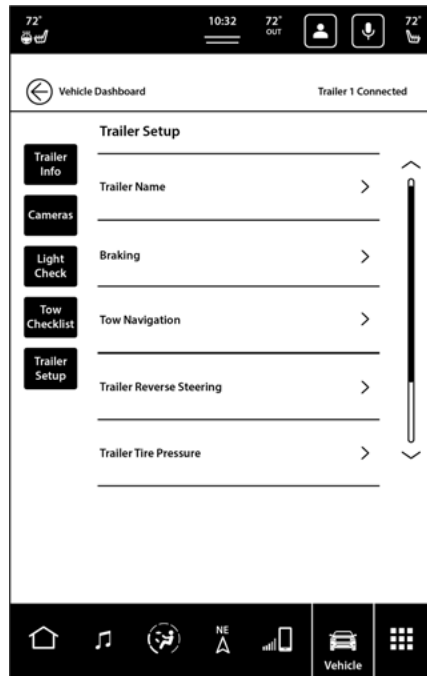 72°
10:32
72°
OUT
72°
Vehicle Dashboard
Trailer 1 Connected
Trailer Setup
Trailer
Info
Cameras
Light
Check
Tow
Checklist
Trailer
Setup
Trailer Name
Braking
Tow Navigation
Trailer Reverse Steering
Trailer Tire Pressure
NE
Vehicle